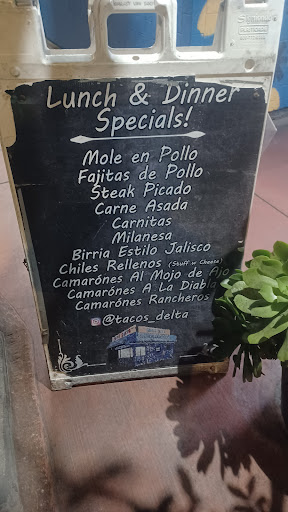 Lunch & Dinner
Specials!
Mole en Pollo
Fajitas de Pollo
Steak Picado
Carne Asada
Carnitas
Milanesa
Birria Estilo Jalisco
Chiles Rellenos (Stuff w Cheese)
Camarónes Al Mojo de Ajo
Camarónes A La Diabla
Camarónes Rancheros
@tacos_delta